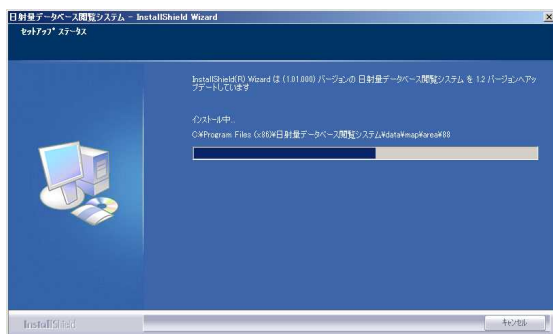 日射量データベース閲覧システム - InstallShield Wizard
セットアップ ステータス
InstallShield(R) Wizard は (1.01.000) バージョンの 日射量データベース閲覧システム を 1.2 バージョンへアッ
プデートしています
インストール中...
C:¥Program Files (x86)¥日射量データベース閲覧システム¥data¥map¥area¥88
InstallShield
キャンセル